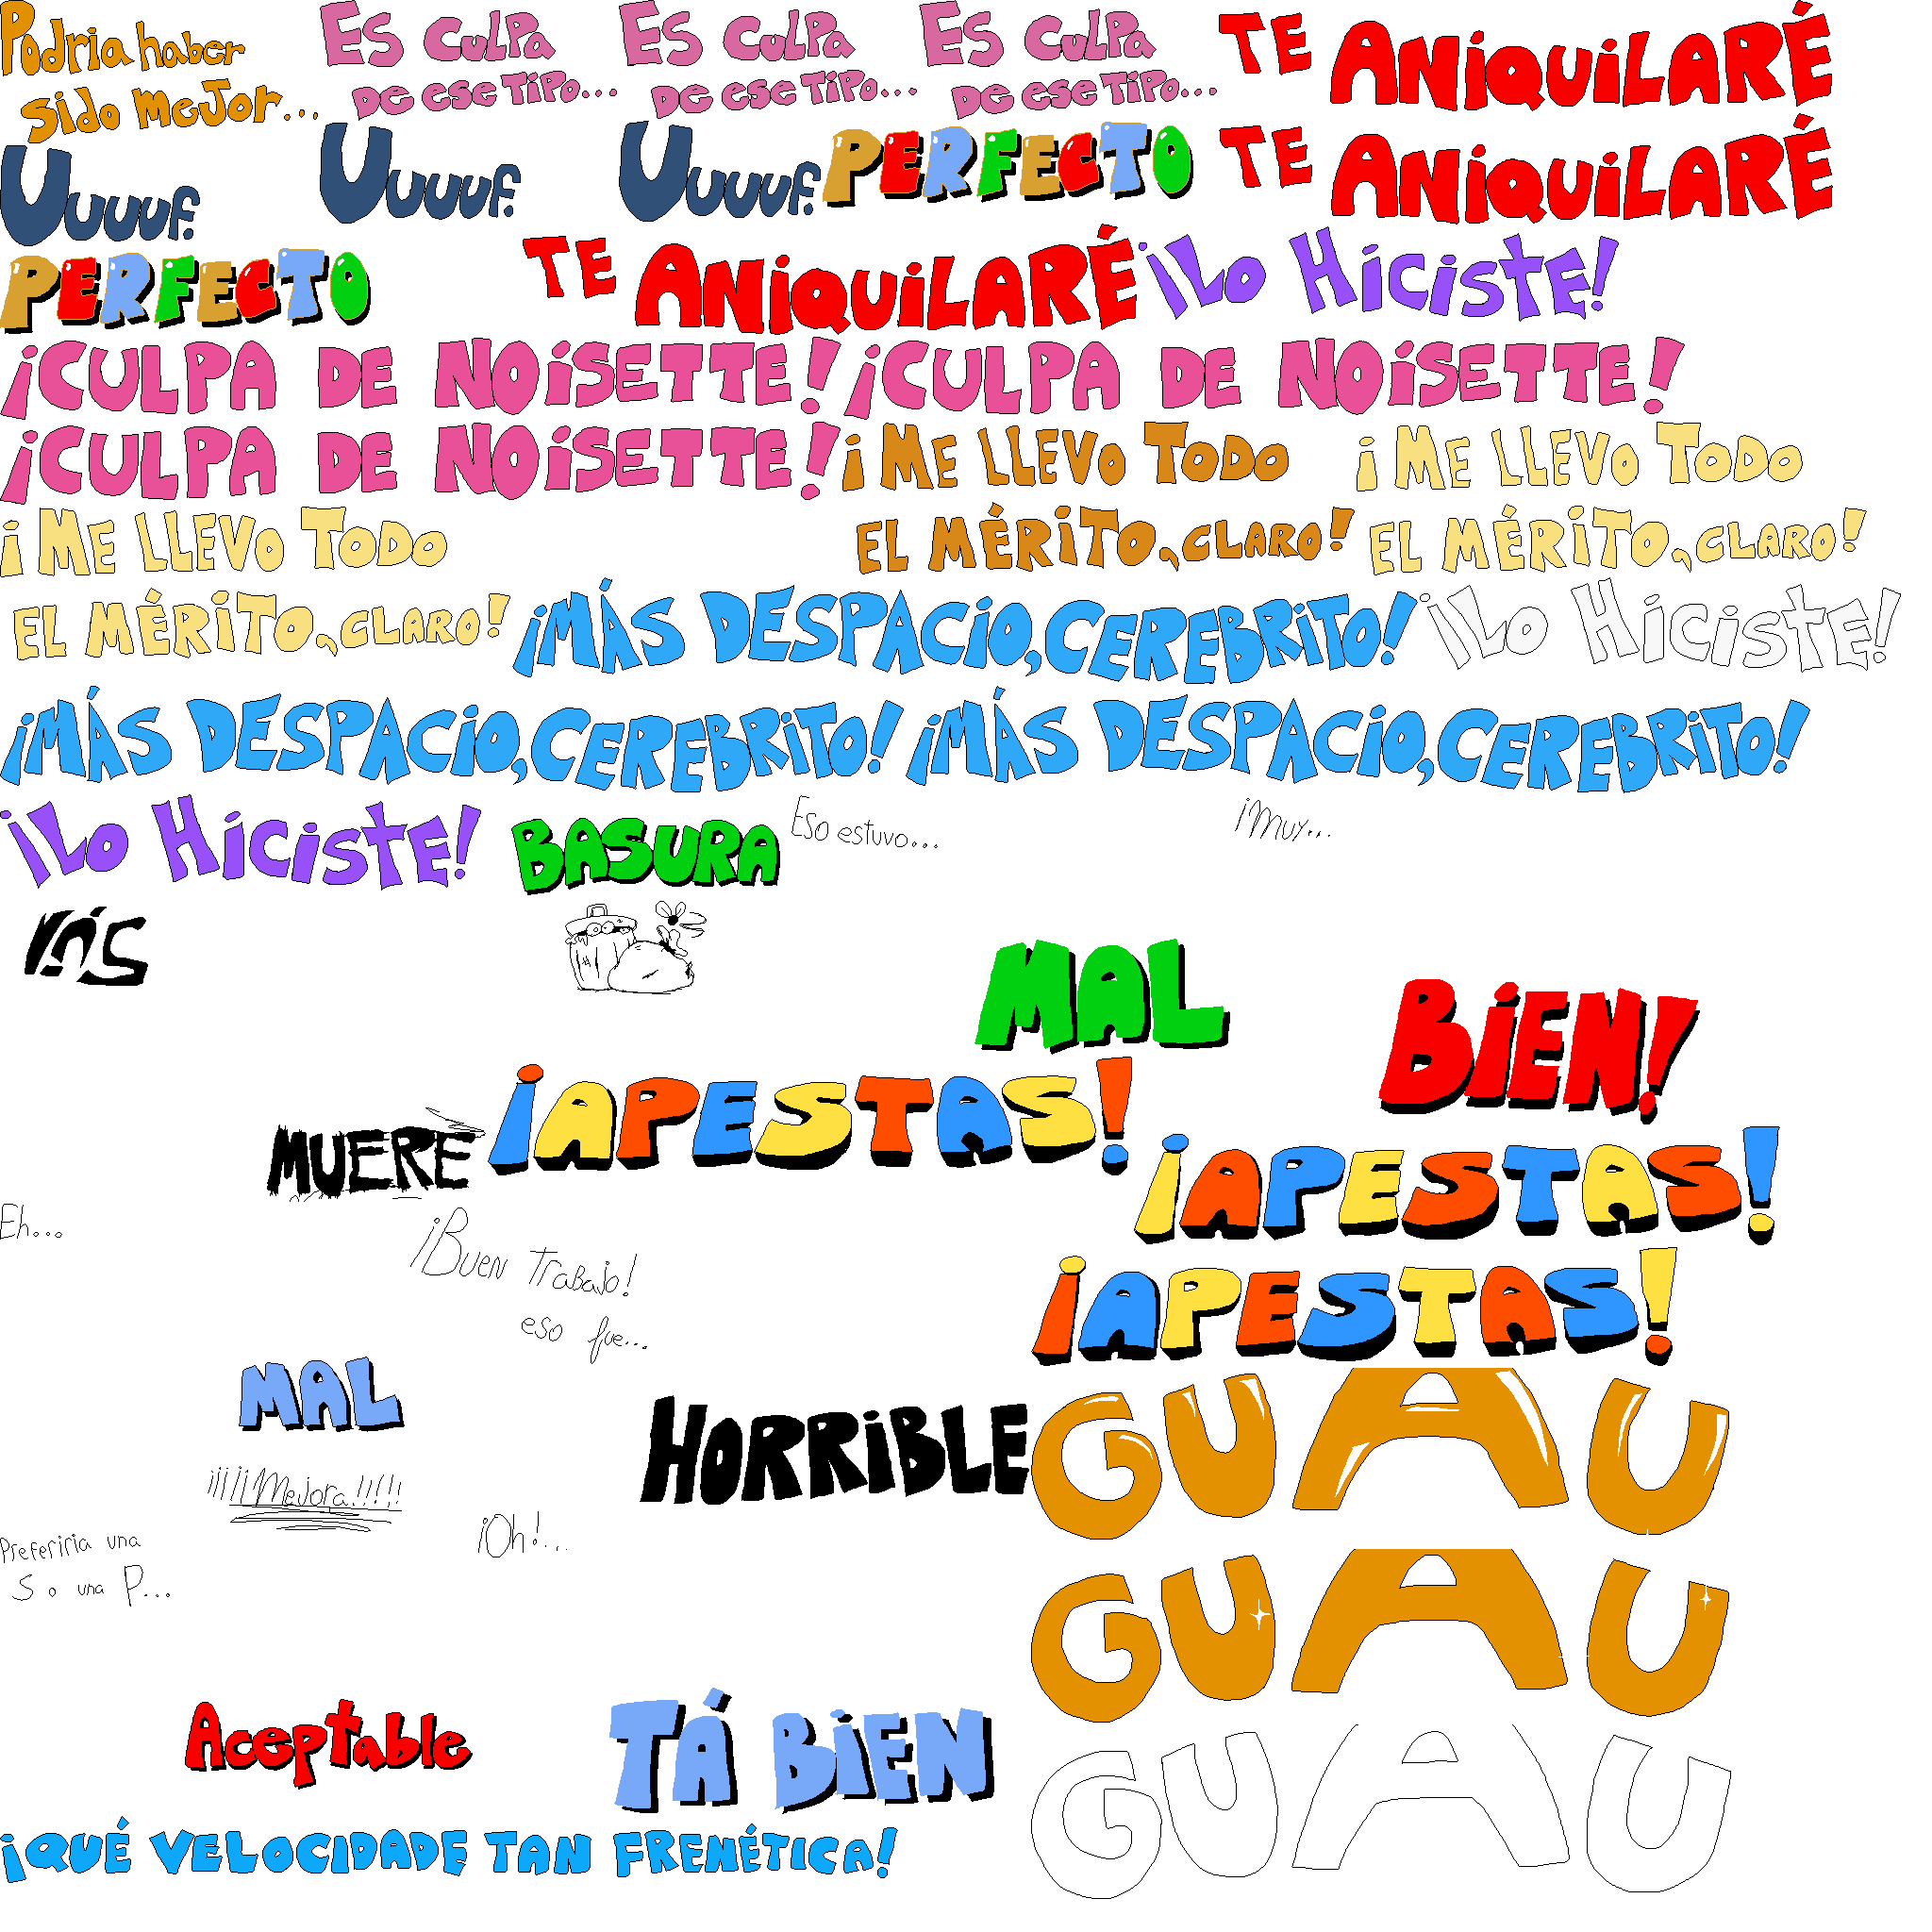 Podria haber
sido mejor...
Es culpa
de ese tipo...
Es culpa
de ese tipo...
Es culpa
de ese tipo...
TE ANiQUiLARÉ
Uuuuf.
Uuuuf.
Uuuuf.
PERFECTO
TE ANiQUiLARÉ
PERFECTO
TE ANiQUiLARÉ
¡Lo Hiciste!
¡CULPA DE NOiSETTE!
¡CULPA DE NOiSETTE!
¡CULPA DE NOiSETTE!
¡ME LLEVO TODO
EL MÉRiTO, CLARO!
¡ME LLEVO TODO
EL MÉRiTO, CLARO!
¡ME LLEVO TODO
EL MÉRiTO, CLARO!
¡MÁS DESPACiO, CEREBRiTO!
¡Lo Hiciste!
¡MÁS DESPACiO, CEREBRiTO!
¡MÁS DESPACiO, CEREBRiTO!
¡Lo Hiciste!
BASURA
Eso estuvo...
¡Muy...
MAL
BiEN!
MUERE
¡APESTAS!
¡APESTAS!
Eh...
¡Buen Trabajo!
eso fue...
¡APESTAS!
MAL
HORRiBLE
GUAU
¡¡¡¡¡Mejora!!!!!
¡Oh!...
Preferiria una
S o una P...
GUAU
Aceptable
TÁ BiEN
GUAU
¡QUÉ VELOCIDADE TAN FRENÉTICA!